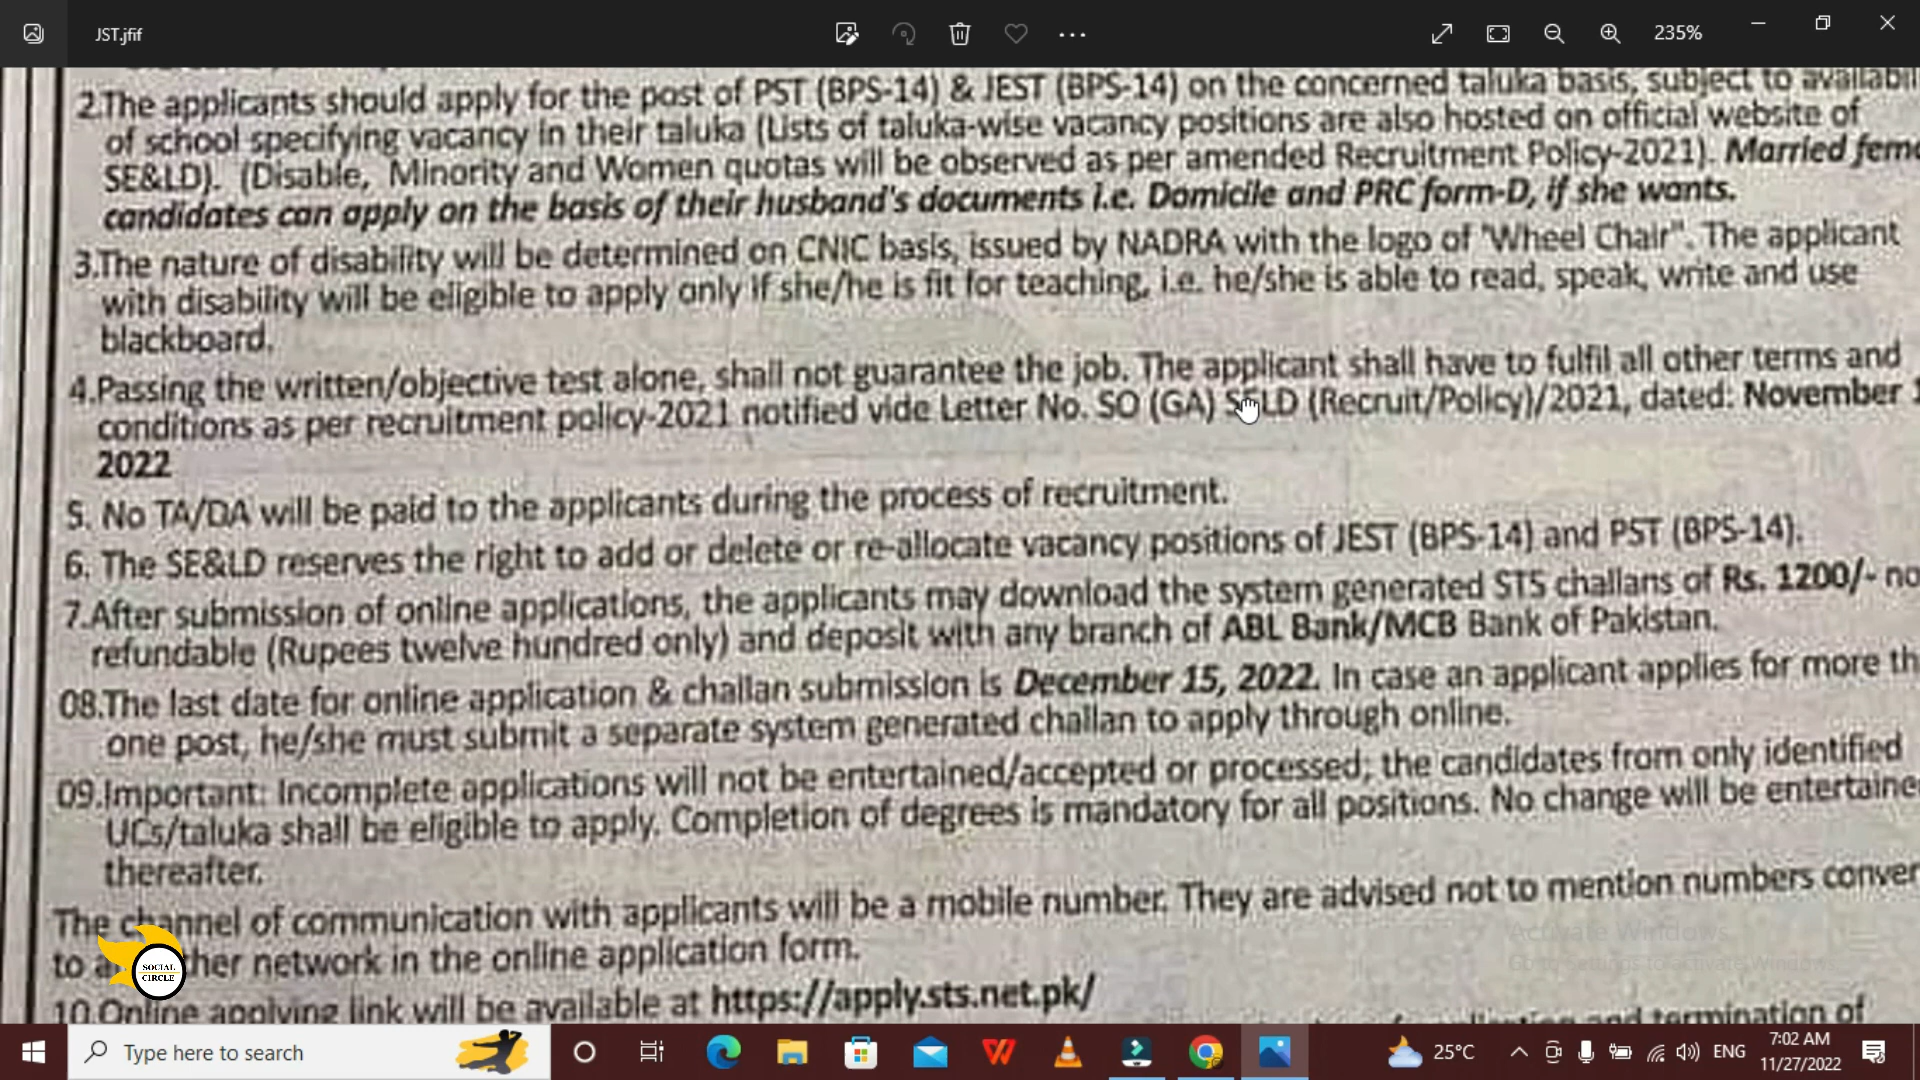 JST.jfif
235%
2.The applicants should apply for the post of PST (BPS-14) & JEST (BPS-14) on the concerned taluka basis, subject to
of school specifying vacancy in their taluka (Lists of taluka-wise vacancy positions are also hosted on official website of
SE&LD). (Disable, Minority and Women quotas will be observed as per amended Recruitment Policy-2021). Married
candidates can apply on the basis of their husband's documents i.e. Domicile and PRC form-D, if she wants.
3.The nature of disability will be determined on CNIC basis, issued by NADRA with the logo of "Wheel Chair". The applicant
with disability will be eligible to apply only if she/he is fit for teaching, i.e. he/she is able to read, speak, write and use
blackboard.
4.Passing the written/objective test alone, shall not guarantee the job. The applicant shall have to fulfil all other terms and
conditions as per recruitment policy-2021 notified vide Letter No. SO (GA) (Recruit/Policy)/2021, dated: November
2022
5. No TA/DA will be paid to the applicants during the process of recruitment.
6. The SE&LD reserves the right to add or delete or re-allocate vacancy positions of JEST (BPS-14) and PST (BPS-14).
7.After submission of online applications, the applicants may download the system generated STS challans of Rs. 1200/-
refundable (Rupees twelve hundred only) and deposit with any branch of ABL Bank/MCB Bank of Pakistan.
08.The last date for online application & challan submission is December 15, 2022. In case an applicant applies for more
one post, he/she must submit a separate system generated challan to apply through online.
09.Important: Incomplete applications will not be entertained/accepted or processed; the candidates from only identified
UCs/taluka shall be eligible to apply. Completion of degrees is mandatory for all positions. No change will be
thereafter.
The channel of communication with applicants will be a mobile number. They are advised not to mention numbers
to network in the online application form.
SOCIAL
CIRCLE
Activate Windows
Go to Settings to activate Windows.
10.Online applying link will be available at https://apply.sts.net.pk/
and termination of
Type here to search
25°C
ENG
7:02 AM
11/27/2022